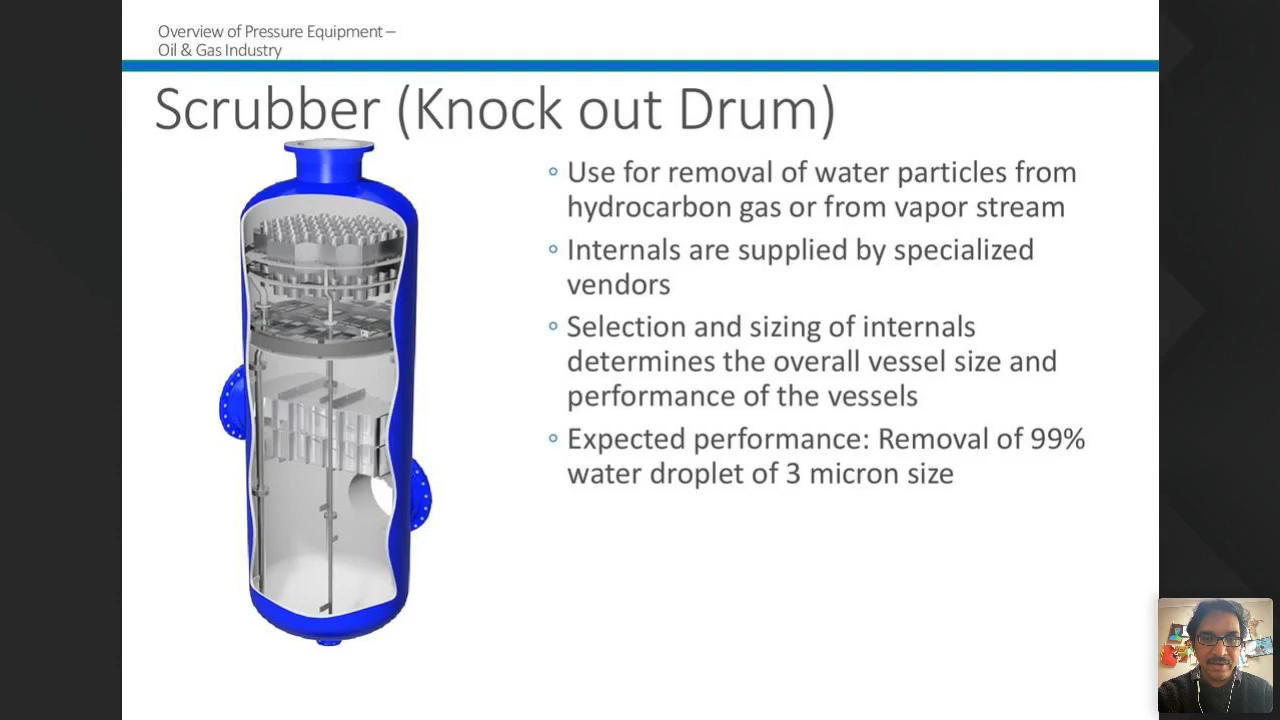 Overview of Pressure Equipment –
Oil & Gas Industry
Scrubber (Knock out Drum)
◦ Use for removal of water particles from
hydrocarbon gas or from vapor stream
◦ Internals are supplied by specialized
vendors
◦ Selection and sizing of internals
determines the overall vessel size and
performance of the vessels
◦ Expected performance: Removal of 99%
water droplet of 3 micron size